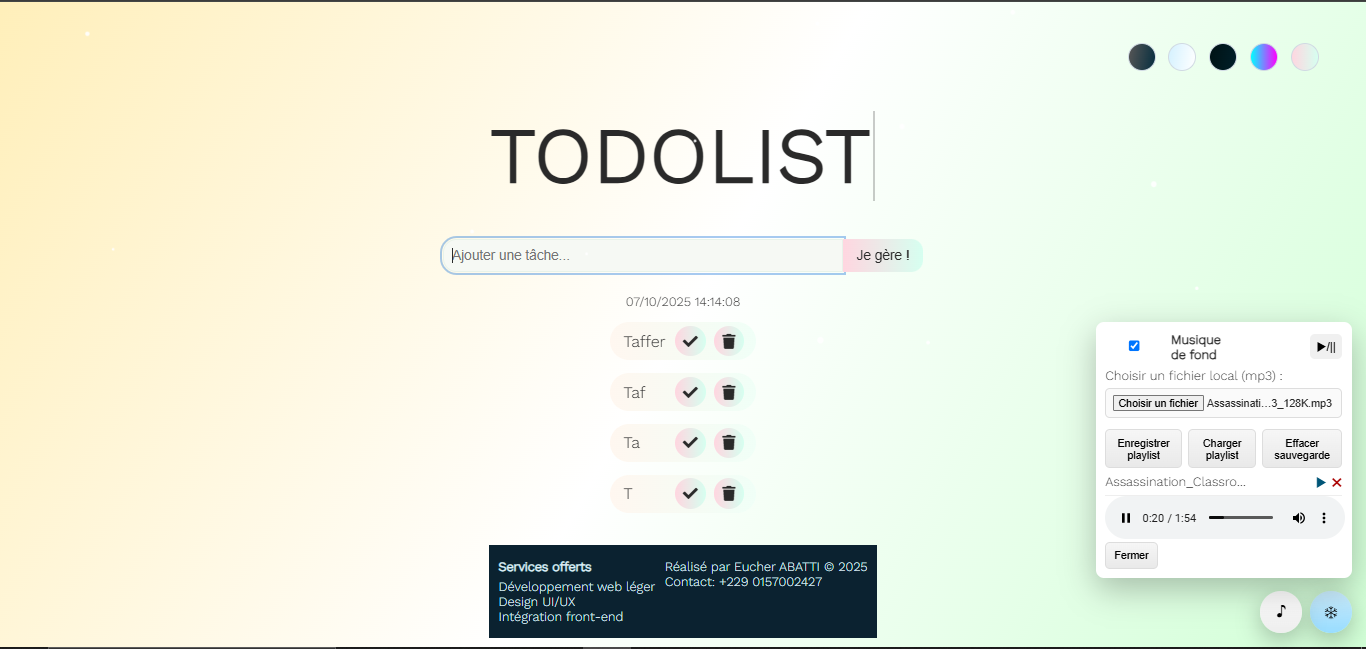 TODOLIST
Ajouter une tâche...
Je gère !
07/10/2025 14:14:08
Taffer
Taf
Ta
T
Musique
de fond
▶/||
Choisir un fichier local (mp3) :
Choisir un fichier Assassinati...3_128K.mp3
Enregistrer
playlist
Charger
playlist
Effacer
sauvegarde
Assassination_Classro...
0:20 / 1:54
Fermer
Services offerts
Développement web léger
Design UI/UX
Intégration front-end
Réalisé par Eucher ABATTI © 2025
Contact: +229 0157002427